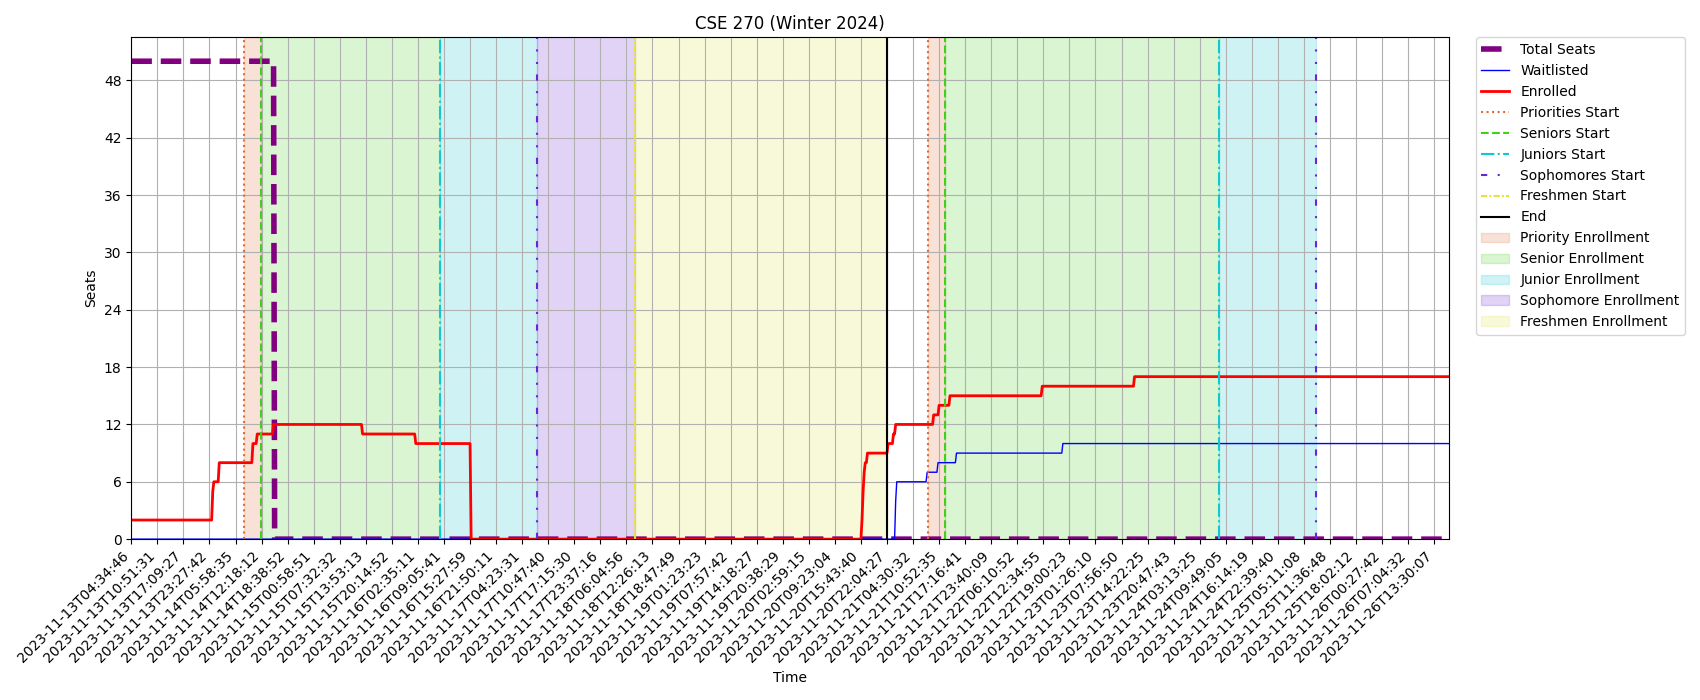 CSE 270 (Winter 2024)
Seats
48
42
36
30
24
18
12
6
0
2023-11-13T04:34:46
2023-11-13T10:51:31
2023-11-13T17:09:27
2023-11-13T23:27:42
2023-11-14T05:58:35
2023-11-14T12:18:12
2023-11-14T18:38:52
2023-11-15T00:58:51
2023-11-15T07:32:32
2023-11-15T13:53:13
2023-11-15T20:14:52
2023-11-16T02:35:11
2023-11-16T09:05:41
2023-11-16T15:27:59
2023-11-16T21:50:11
2023-11-17T04:23:31
2023-11-17T10:47:40
2023-11-17T17:15:30
2023-11-17T23:37:16
2023-11-18T06:04:56
2023-11-18T12:26:13
2023-11-18T18:47:49
2023-11-19T01:23:23
2023-11-19T07:57:42
2023-11-19T14:18:27
2023-11-19T20:38:29
2023-11-20T02:59:15
2023-11-20T09:23:04
2023-11-20T15:43:40
2023-11-20T22:04:27
2023-11-21T04:30:32
2023-11-21T10:52:35
2023-11-21T17:16:41
2023-11-21T23:40:09
2023-11-22T06:10:52
2023-11-22T12:34:55
2023-11-22T19:00:23
2023-11-23T01:26:10
2023-11-23T07:56:50
2023-11-23T14:22:25
2023-11-23T20:47:43
2023-11-24T03:13:25
2023-11-24T09:49:05
2023-11-24T16:14:19
2023-11-24T22:39:40
2023-11-25T05:11:08
2023-11-25T11:36:48
2023-11-25T18:02:12
2023-11-26T00:27:42
2023-11-26T07:04:32
2023-11-26T13:30:07
Time
Total Seats
Waitlisted
Enrolled
Priorities Start
Seniors Start
Juniors Start
Sophomores Start
Freshmen Start
End
Priority Enrollment
Senior Enrollment
Junior Enrollment
Sophomore Enrollment
Freshmen Enrollment